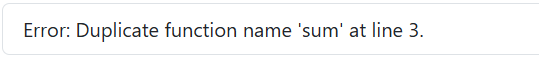 Error: Duplicate function name 'sum' at line 3.